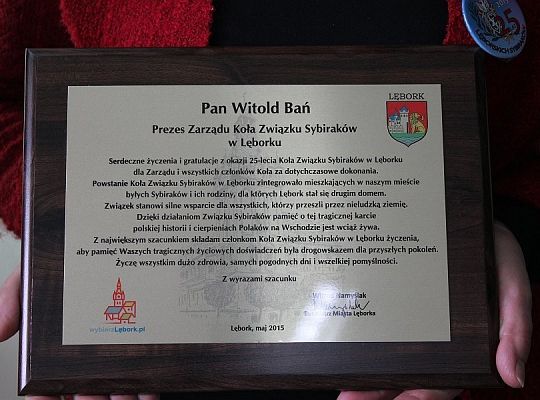 LĘBORK
Pan Witold Bań
Prezes Zarządu Koła Związku Sybiraków
w Lęborku
Serdeczne życzenia i gratulacje z okazji 25-lecia Koła Związku Sybiraków w Lęborku
dla Zarządu i wszystkich członków Koła za dotychczasowe dokonania.
Powstanie Koła Związku Sybiraków w Lęborku zintegrowało mieszkających w naszym mieście
byłych Sybiraków i ich rodziny, dla których Lębork stał się drugim domem.
Związek stanowi silne wsparcie dla wszystkich, którzy przeszli przez nieludzką ziemię.
Dzięki działaniom Związku Sybiraków pamięć o tej tragicznej karcie
polskiej historii i cierpieniach Polaków na Wschodzie jest wciąż żywa.
Z największym szacunkiem składam członkom Koła Związku Sybiraków w Lęborku życzenia,
aby pamięć Waszych tragicznych życiowych doświadczeń była drogowskazem dla przyszłych pokoleń.
Życzę wszystkim dużo zdrowia, samych pogodnych dni i wszelkiej pomyślności.
Z wyrazami szacunku
Witold Namyślak
Burmistrz Miasta Lęborka
wybierzLębork.pl
Lębork, maj 2015